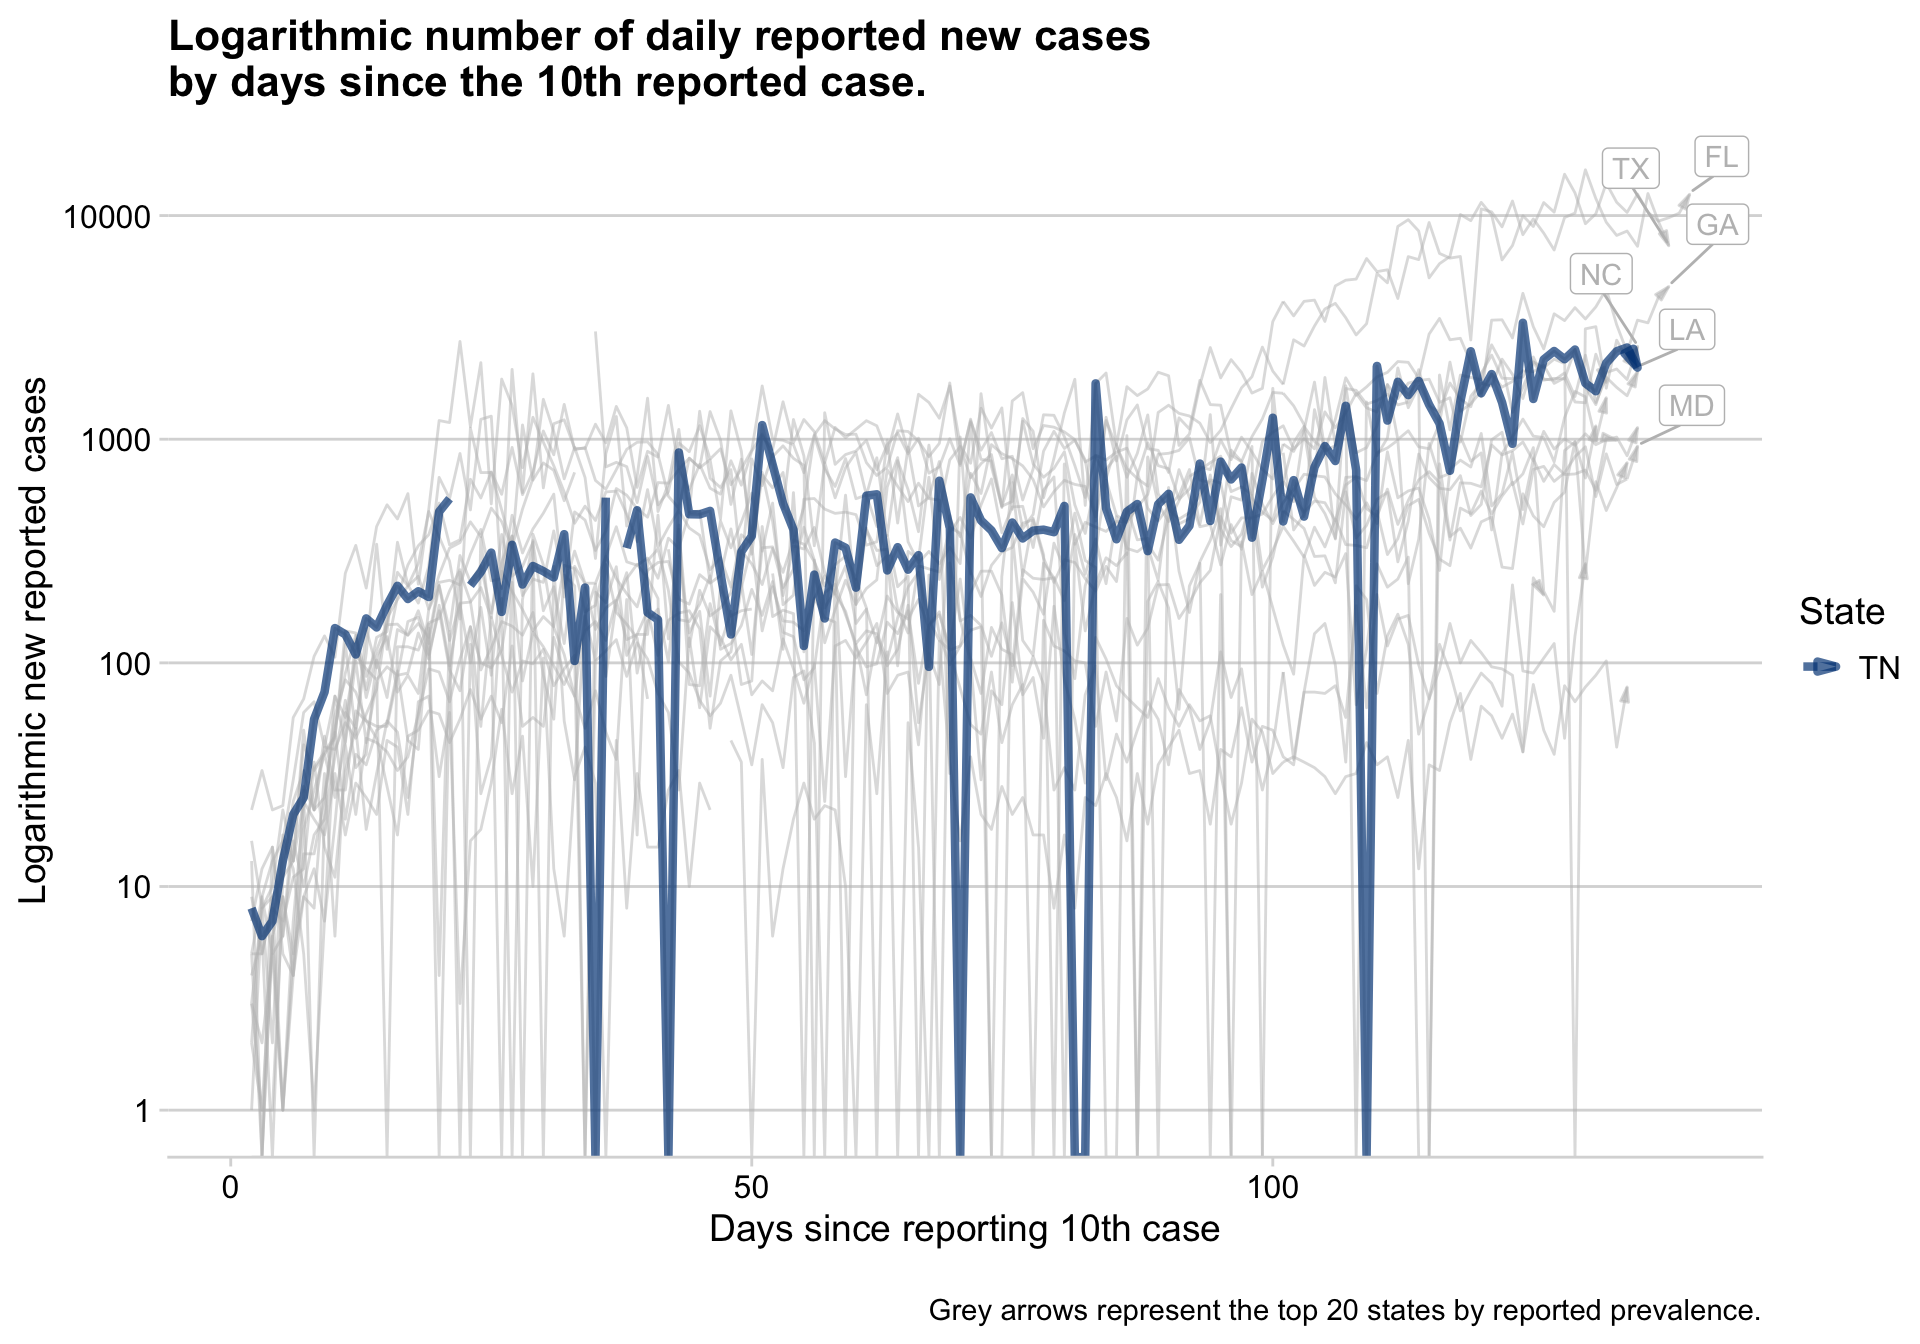 Logarithmic number of daily reported new cases
by days since the 10th reported case.
Logarithmic new reported cases
10000
1000
100
10
1
TX
FL
GA
NC
LA
MD
State
TN
0
50
100
Days since reporting 10th case
Grey arrows represent the top 20 states by reported prevalence.